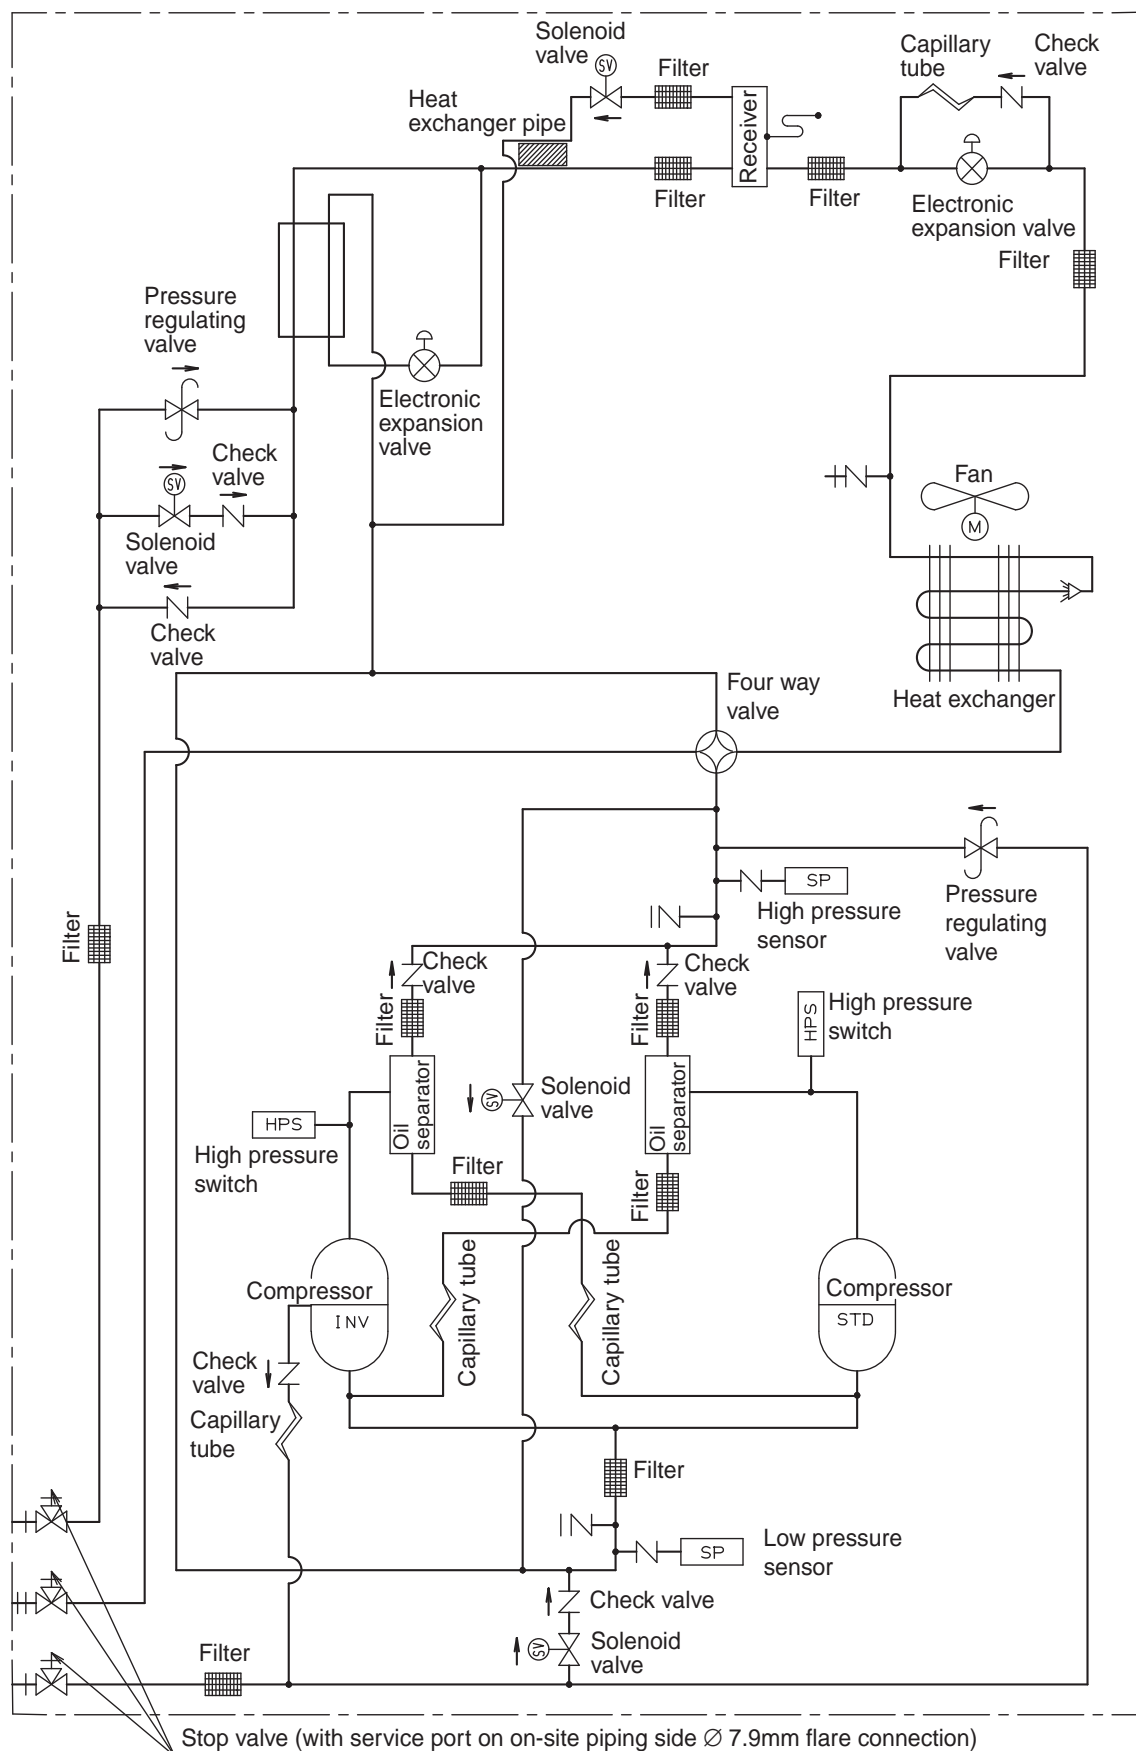 Solenoid
valve
SV
Filter
Capillary
tube
Check
valve
Heat
exchanger pipe
Receiver
Filter
Filter
Electronic
expansion valve
Filter
Pressure
regulating
valve
Electronic
expansion
valve
Check
valve
SV
Solenoid
valve
Check
valve
Fan
M
Heat exchanger
Four way
valve
Filter
SP
High pressure
sensor
Pressure
regulating
valve
Check
valve
Filter
Check
valve
Filter
HPS
High pressure
switch
Oil
separator
SV
Solenoid
valve
Oil
separator
HPS
High pressure
switch
Filter
Filter
Compressor
INV
Capillary tube
Capillary tube
Compressor
STD
Check
valve
Capillary
tube
Filter
SP
Low pressure
sensor
Check valve
SV
Solenoid
valve
Filter
Stop valve (with service port on on-site piping side Ø 7.9mm flare connection)